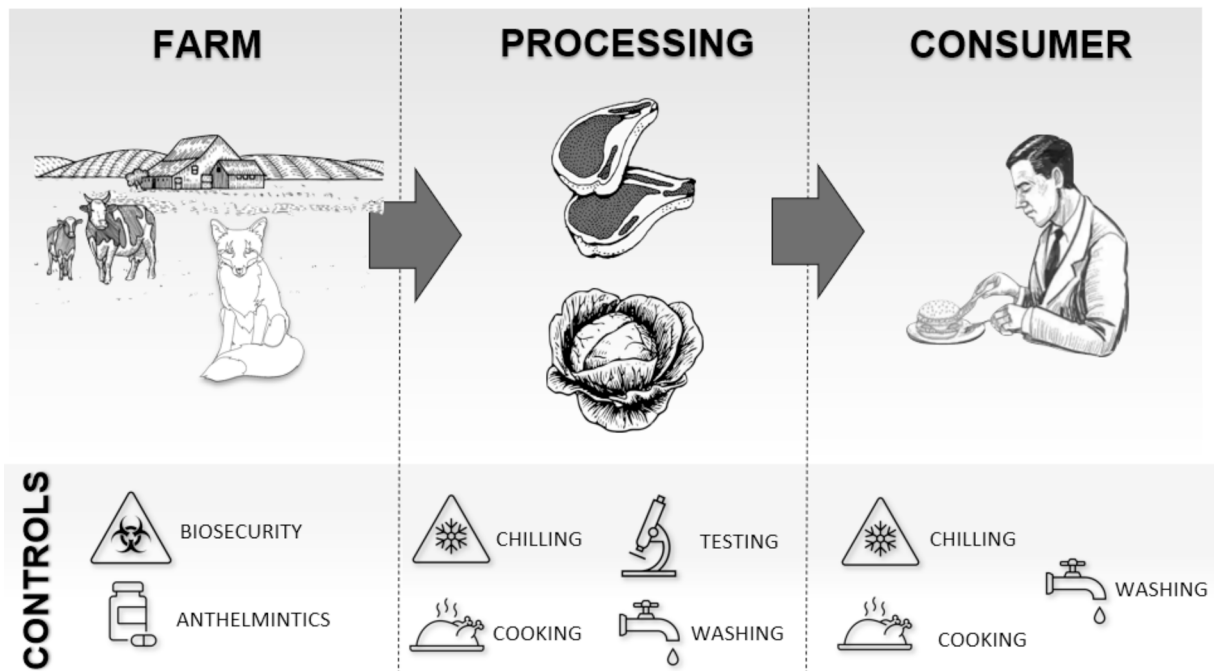 FARM
PROCESSING
CONSUMER
CONTROLS
BIOSECURITY
ANTHELMINTICS
CHILLING
TESTING
COOKING
WASHING
CHILLING
WASHING
COOKING